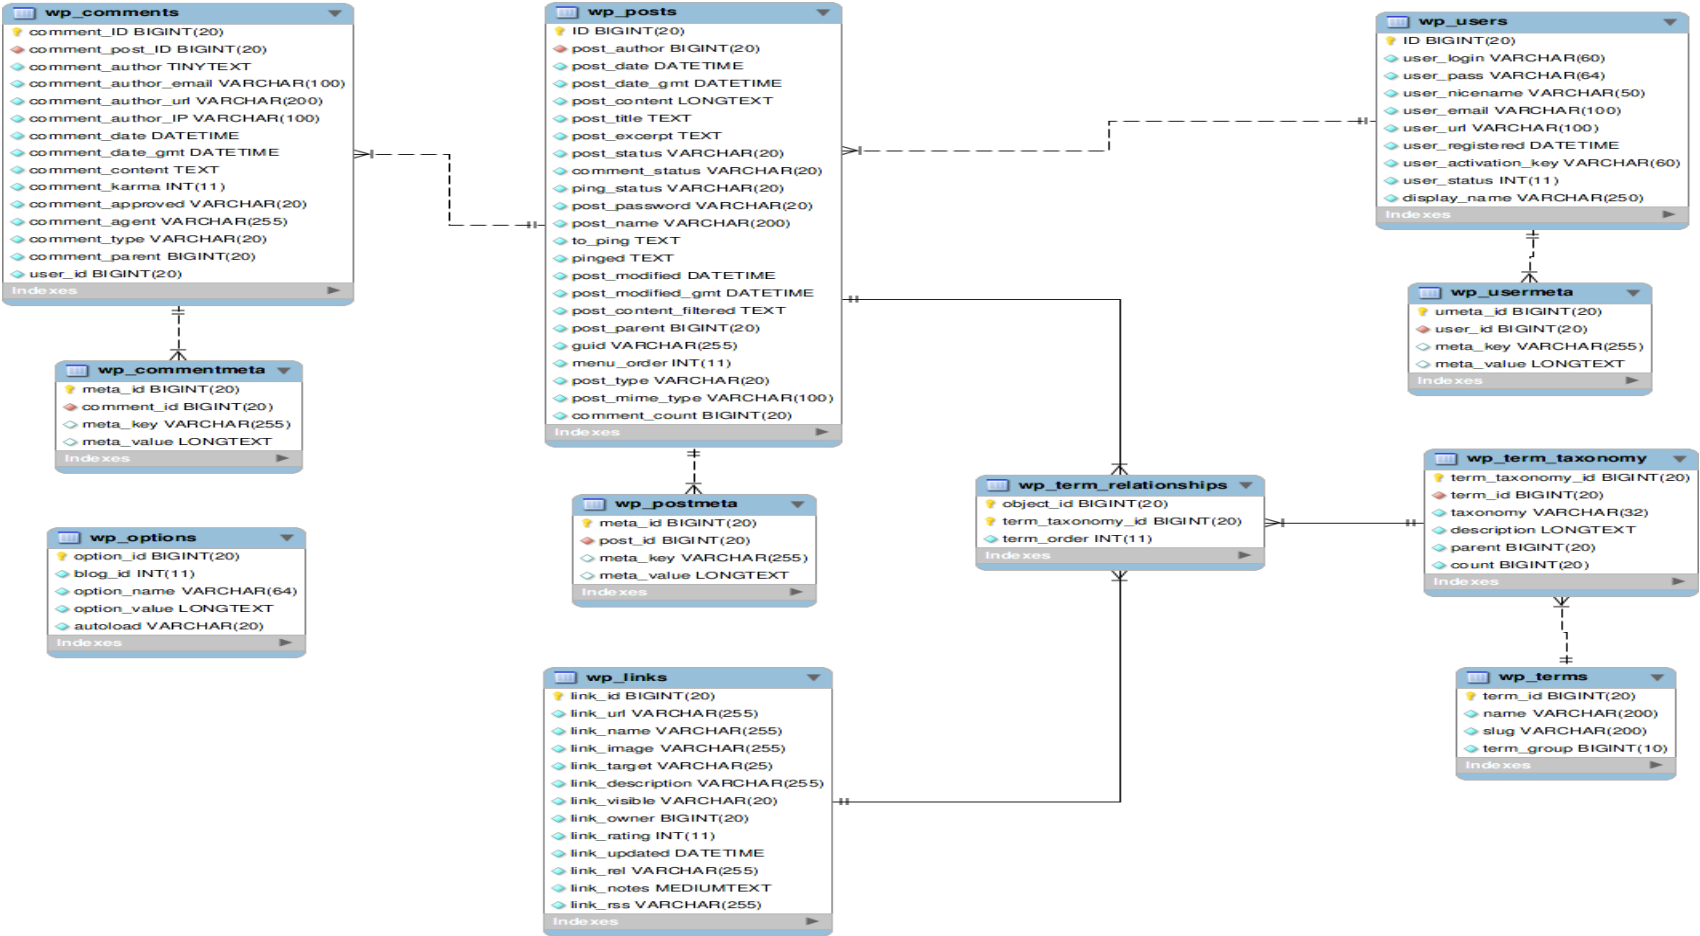 wp_comments
comment_ID BIGINT(20)
comment_post_ID BIGINT(20)
comment_author TINYTEXT
comment_author_email VARCHAR(100)
comment_author_url VARCHAR(200)
comment_author_IP VARCHAR(100)
comment_date DATETIME
comment_date_gmt DATETIME
comment_content TEXT
comment_karma INT(11)
comment_approved VARCHAR(20)
comment_agent VARCHAR(255)
comment_type VARCHAR(20)
comment_parent BIGINT(20)
user_id BIGINT(20)
Indexes
wp_commentmeta
meta_id BIGINT(20)
comment_id BIGINT(20)
meta_key VARCHAR(255)
meta_value LONGTEXT
Indexes
wp_options
option_id BIGINT(20)
blog_id INT(11)
option_name VARCHAR(64)
option_value LONGTEXT
autoload VARCHAR(20)
Indexes
wp_posts
ID BIGINT(20)
post_author BIGINT(20)
post_date DATETIME
post_date_gmt DATETIME
post_content LONGTEXT
post_title TEXT
post_excerpt TEXT
post_status VARCHAR(20)
comment_status VARCHAR(20)
ping_status VARCHAR(20)
post_password VARCHAR(20)
post_name VARCHAR(200)
to_ping TEXT
pinged TEXT
post_modified DATETIME
post_modified_gmt DATETIME
post_content_filtered TEXT
post_parent BIGINT(20)
guid VARCHAR(255)
menu_order INT(11)
post_type VARCHAR(20)
post_mime_type VARCHAR(100)
comment_count BIGINT(20)
Indexes
wp_postmeta
meta_id BIGINT(20)
post_id BIGINT(20)
meta_key VARCHAR(255)
meta_value LONGTEXT
Indexes
wp_links
link_id BIGINT(20)
link_url VARCHAR(255)
link_name VARCHAR(255)
link_image VARCHAR(255)
link_target VARCHAR(25)
link_description VARCHAR(255)
link_visible VARCHAR(20)
link_owner BIGINT(20)
link_rating INT(11)
link_updated DATETIME
link_rel VARCHAR(255)
link_notes MEDIUMTEXT
link_rss VARCHAR(255)
Indexes
wp_term_relationships
object_id BIGINT(20)
term_taxonomy_id BIGINT(20)
term_order INT(11)
Indexes
wp_users
ID BIGINT(20)
user_login VARCHAR(60)
user_pass VARCHAR(64)
user_nicename VARCHAR(50)
user_email VARCHAR(100)
user_url VARCHAR(100)
user_registered DATETIME
user_activation_key VARCHAR(60)
user_status INT(11)
display_name VARCHAR(250)
Indexes
wp_usermeta
umeta_id BIGINT(20)
user_id BIGINT(20)
meta_key VARCHAR(255)
meta_value LONGTEXT
Indexes
wp_term_taxonomy
term_taxonomy_id BIGINT(20)
term_id BIGINT(20)
taxonomy VARCHAR(32)
description LONGTEXT
parent BIGINT(20)
count BIGINT(20)
Indexes
wp_terms
term_id BIGINT(20)
name VARCHAR(200)
slug VARCHAR(200)
term_group BIGINT(10)
Indexes